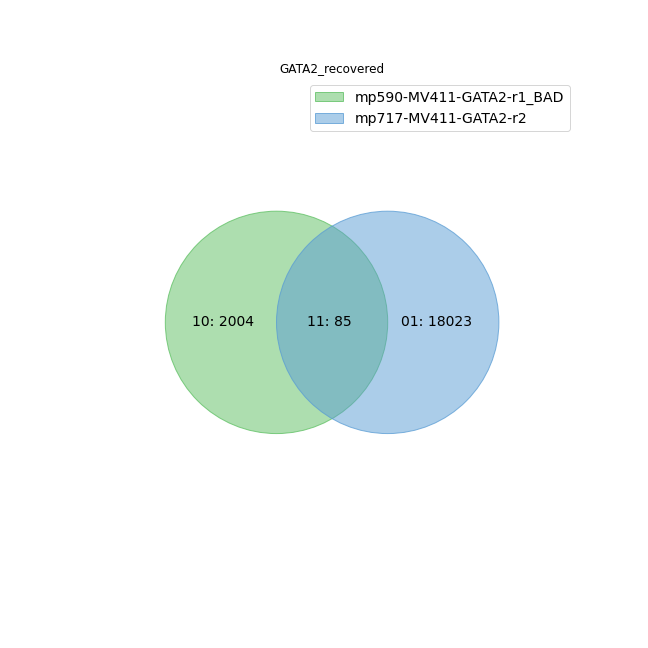 GATA2_recovered
mp590-MV411-GATA2-r1_BAD
mp717-MV411-GATA2-r2
10: 2004
11: 85
01: 18023